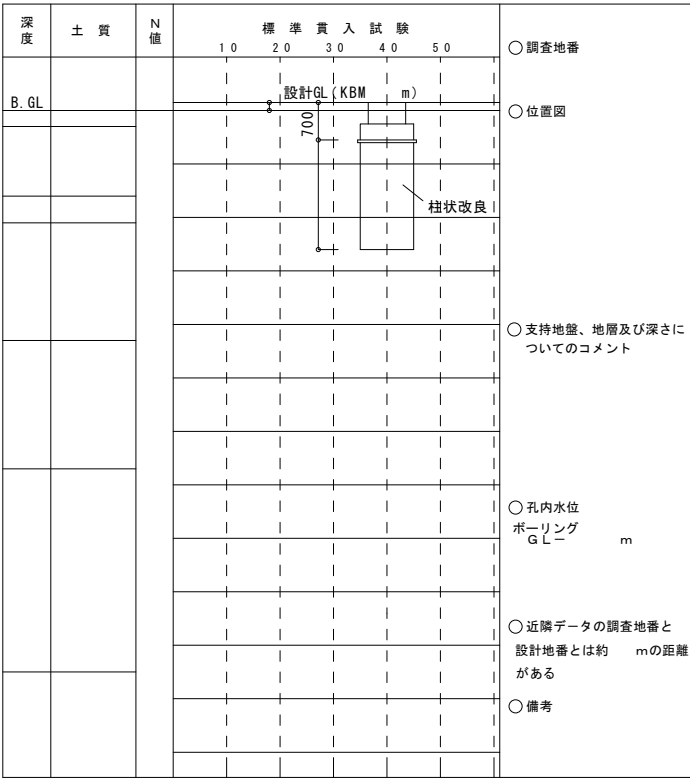 深度
土 質
N値
標 準 貫 入 試 験
10 20 30 40 50
B.GL
設計GL(KBM m)
700
柱状改良
○調査地番
○位置図
○支持地盤、地層及び深さに
ついてのコメント
○孔内水位
ボーリング
GL− m
○近隣データの調査地番と
設計地番とは約 mの距離
がある
○備考